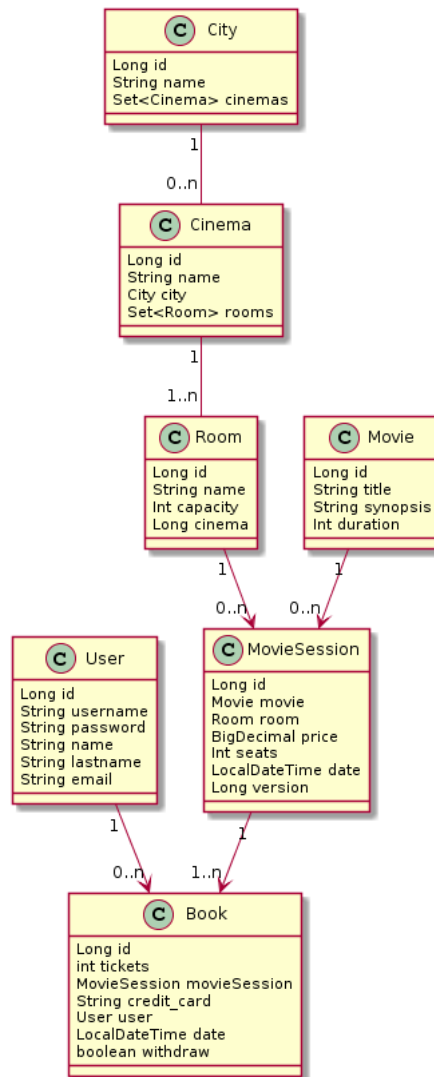 C City
Long id
String name
Set<Cinema> cinemas
1
0..n
C Cinema
Long id
String name
City city
Set<Room> rooms
1
1..n
C Room
Long id
String name
Int capacity
Long cinema
C Movie
Long id
String title
String synopsis
Int duration
1
0..n
1
0..n
C User
Long id
String username
String password
String name
String lastname
String email
C MovieSession
Long id
Movie movie
Room room
BigDecimal price
Int seats
LocalDateTime date
Long version
1
0..n
1
1..n
C Book
Long id
int tickets
MovieSession movieSession
String credit_card
User user
LocalDateTime date
boolean withdraw